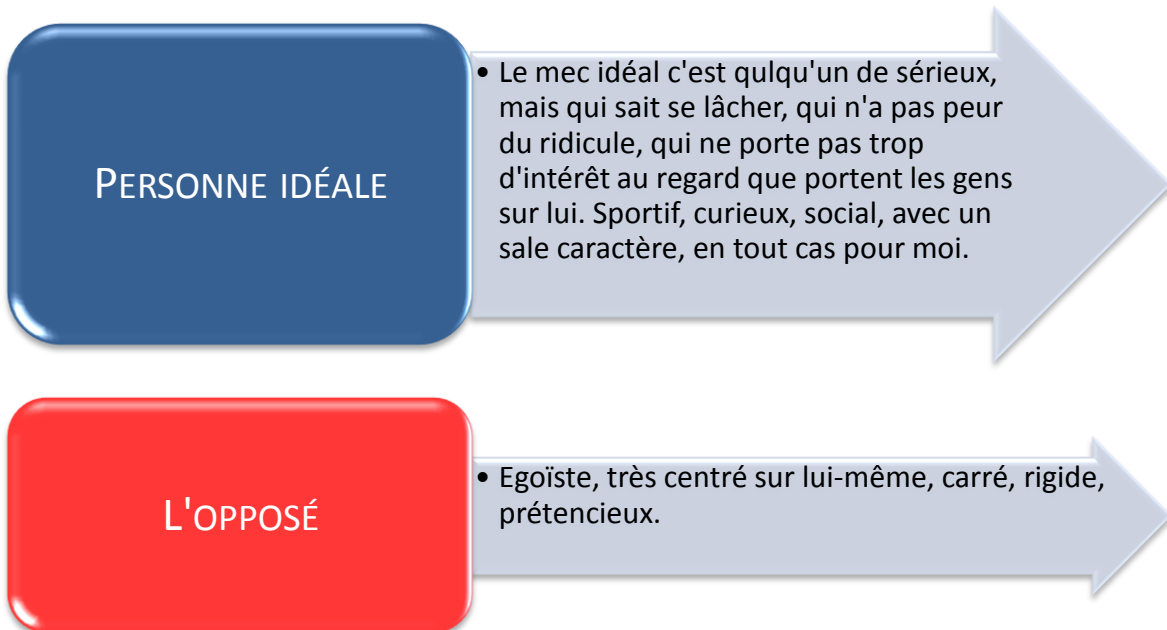 PERSONNE IDÉALE
• Le mec idéal c'est qulqu'un de sérieux,
mais qui sait se lâcher, qui n'a pas peur
du ridicule, qui ne porte pas trop
d'intérêt au regard que portent les gens
sur lui. Sportif, curieux, social, avec un
sale caractère, en tout cas pour moi.
L'OPPOSÉ
• Egoïste, très centré sur lui-même, carré, rigide,
prétencieux.